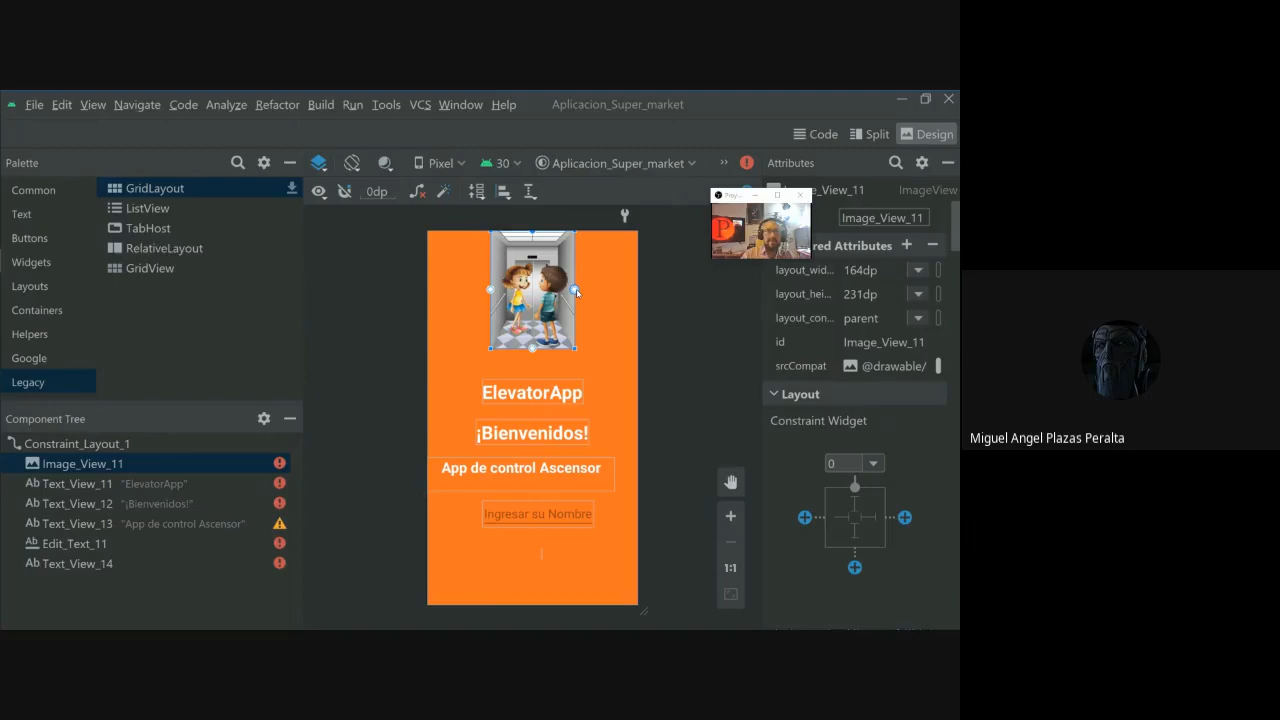 File Edit View Navigate Code Analyze Refactor Build Run Tools VCS Window Help Aplicacion_Super_market
Code Split Design
Palette
Pixel 30 Aplicacion_Super_market
Attributes
Common
Text
Buttons
Widgets
Layouts
Containers
Helpers
Google
Legacy
GridLayout
ListView
TabHost
RelativeLayout
GridView
0dp
Component Tree
Constraint_Layout_1
Image_View_11
Text_View_11 "ElevatorApp"
Text_View_12 "¡Bienvenidos!"
Text_View_13 "App de control Ascensor"
Edit_Text_11
Text_View_14
ElevatorApp
¡Bienvenidos!
App de control Ascensor
Ingresar su Nombre
1:1
P
_View_11 ImageView
Image_View_11
red Attributes
layout_wid... 164dp
layout_hei... 231dp
layout_con... parent
id Image_View_11
srcCompat @drawable/
Layout
Constraint Widget
0
Miguel Angel Plazas Peralta